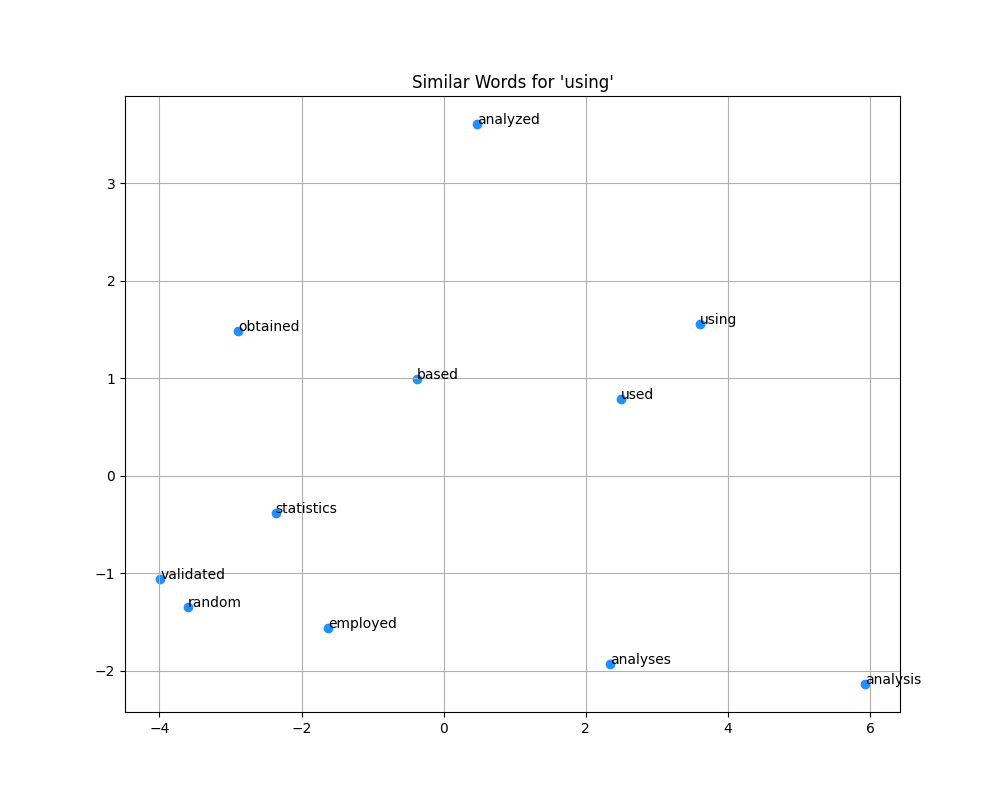 Similar Words for 'using'
analyzed
3
2
obtained
using
based
1
used
0
statistics
−1
validated
random
employed
analyses
−2
analysis
−4
−2
0
2
4
6